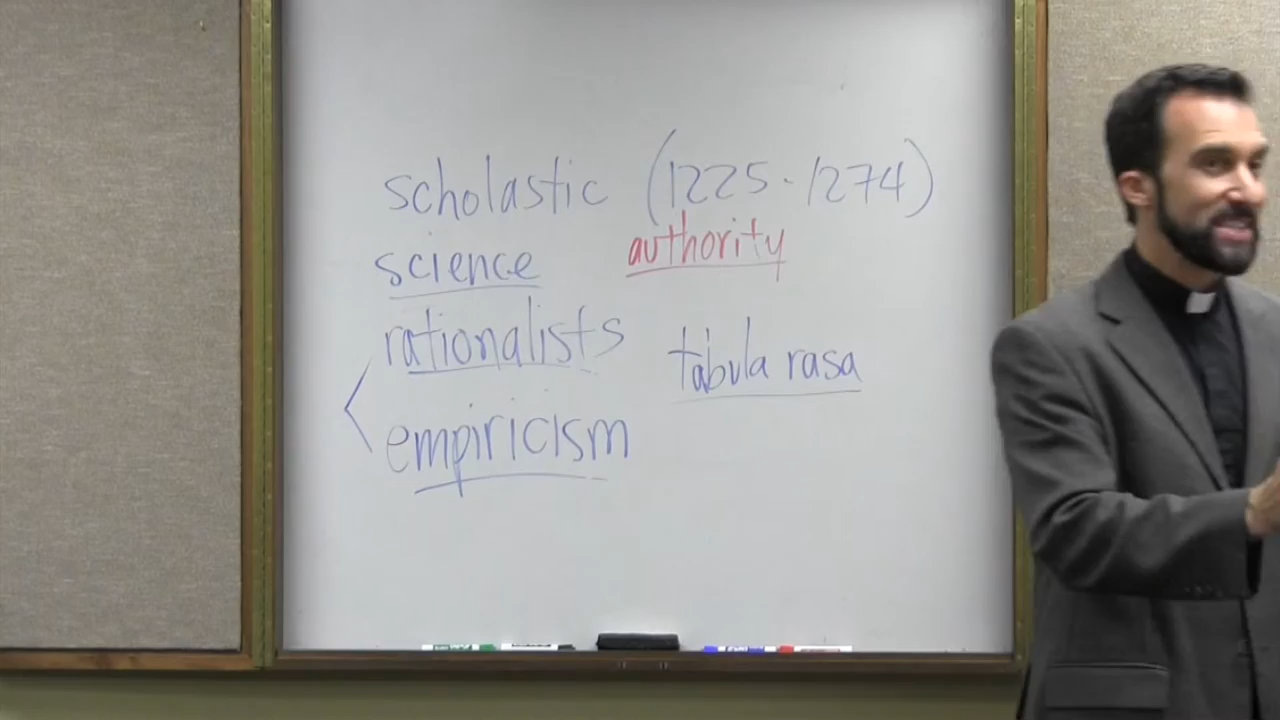 scholastic (1225-1274)
authority
science
rationalists
tabula rasa
empiricism